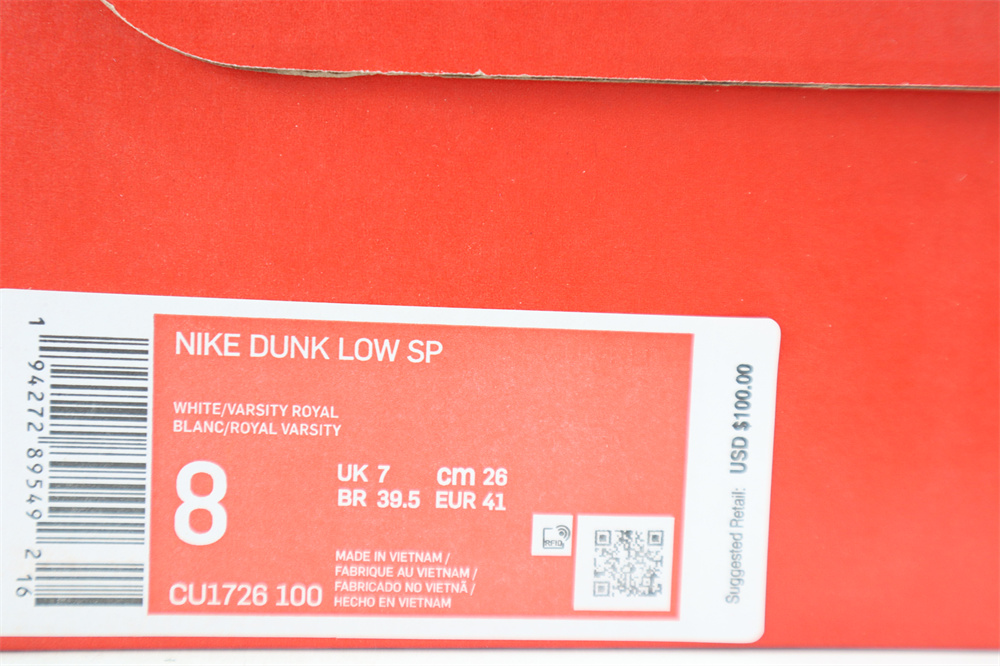 NIKE DUNK LOW SP
WHITE/VARSITY ROYAL
BLANC/ROYAL VARSITY
8
UK 7 cm 26
BR 39.5 EUR 41
MADE IN VIETNAM /
FABRIQUE AU VIETNAM /
FABRICADO NO VIETNÃ /
HECHO EN VIETNAM
CU1726 100
1 94272 89549 2 16
RFID
Suggested Retail: USD $100.00